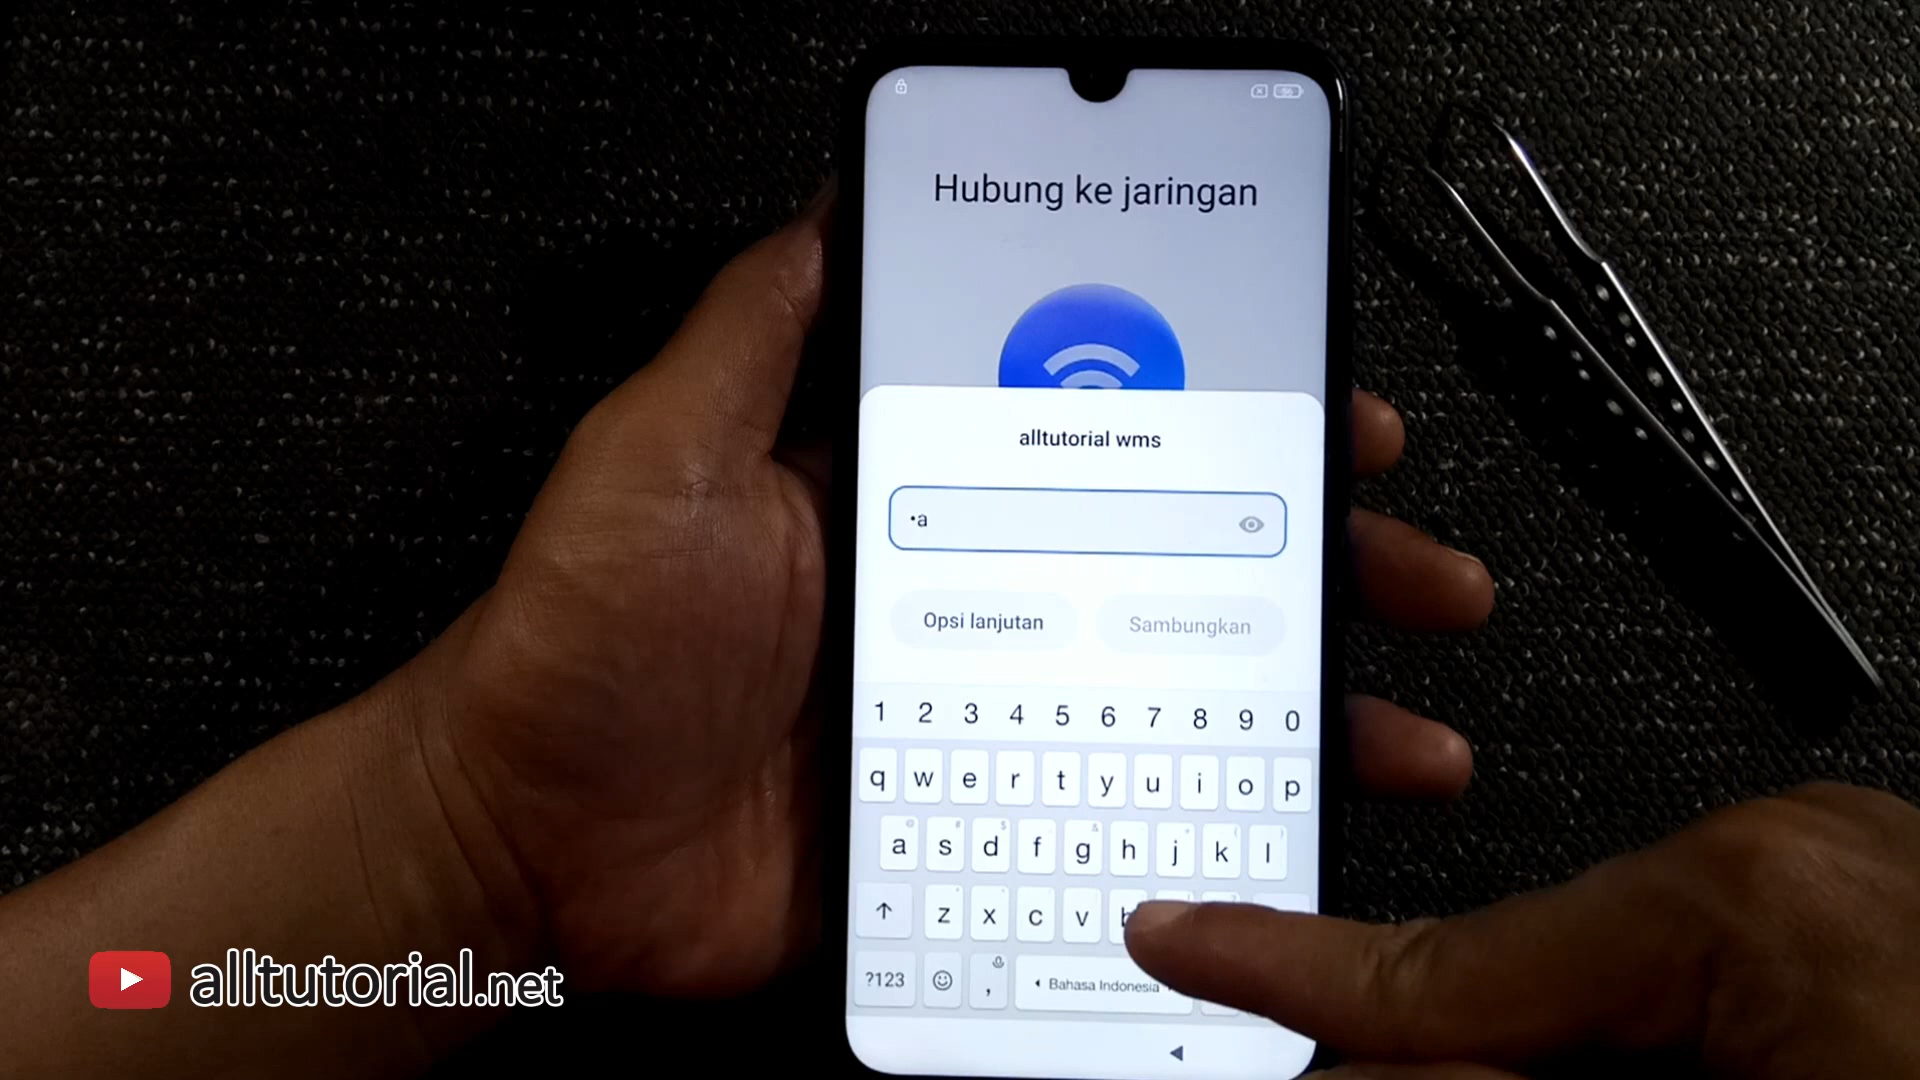 Hubung ke jaringan
alltutorial wms
•a
Opsi lanjutan
Sambungkan
1 2 3 4 5 6 7 8 9 0
q w e r t y u i o p
a s d f g h j k l
z x c v b
?123 , Bahasa Indonesia
alltutorial.net